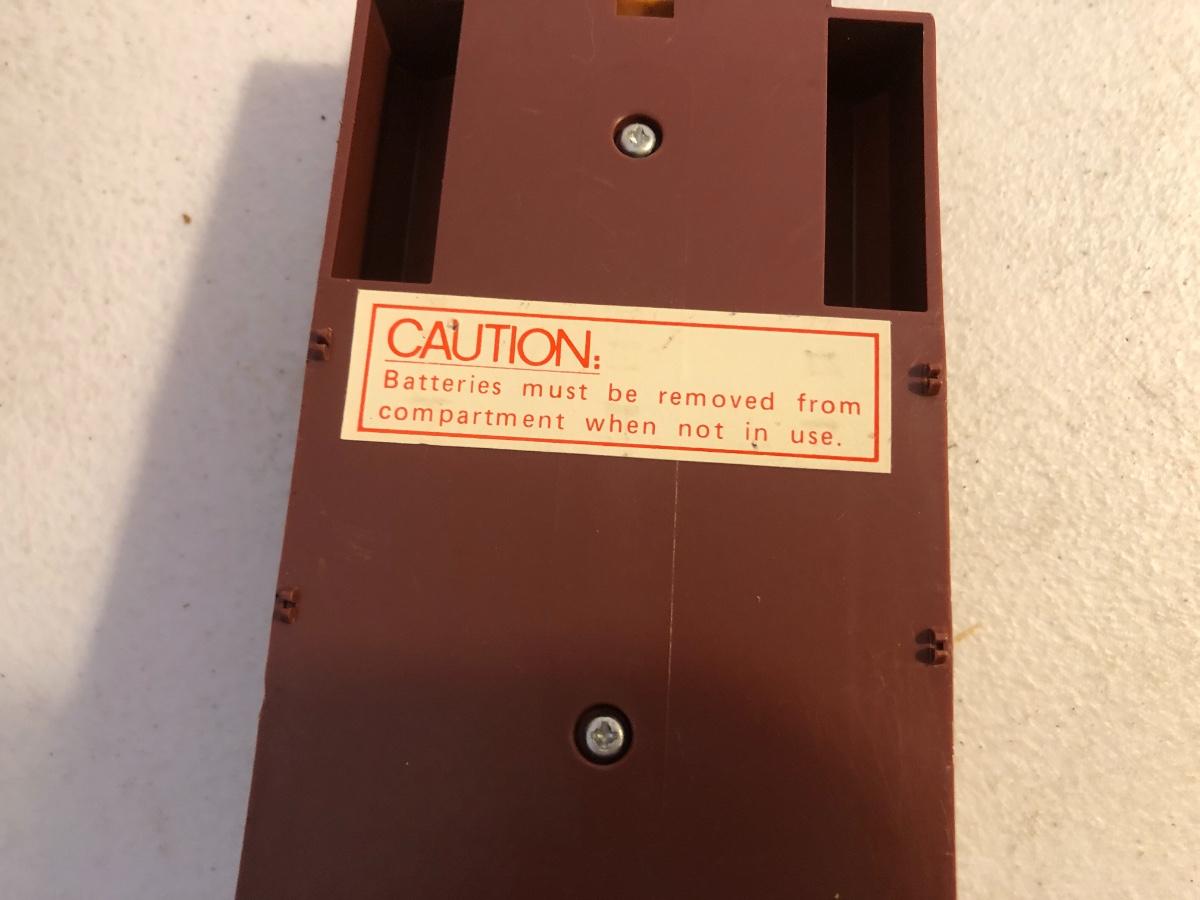 CAUTION:
Batteries must be removed from
compartment when not in use.